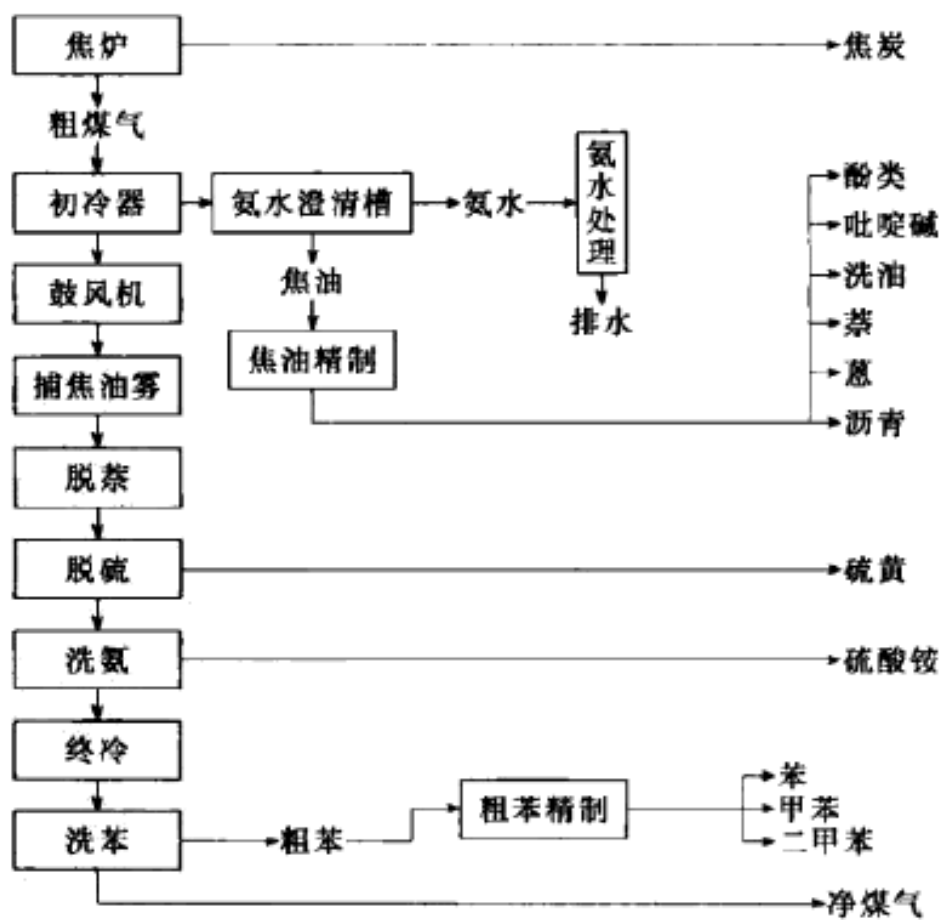 焦炉
焦炭
粗煤气
初冷器
氨水澄清槽
氨水
氨水处理
排水
焦油
焦油精制
酚类
吡啶碱
洗油
萘
蒽
沥青
鼓风机
捕焦油雾
脱萘
脱硫
硫黄
洗氨
硫酸铵
终冷
洗苯
粗苯
粗苯精制
苯
甲苯
二甲苯
净煤气